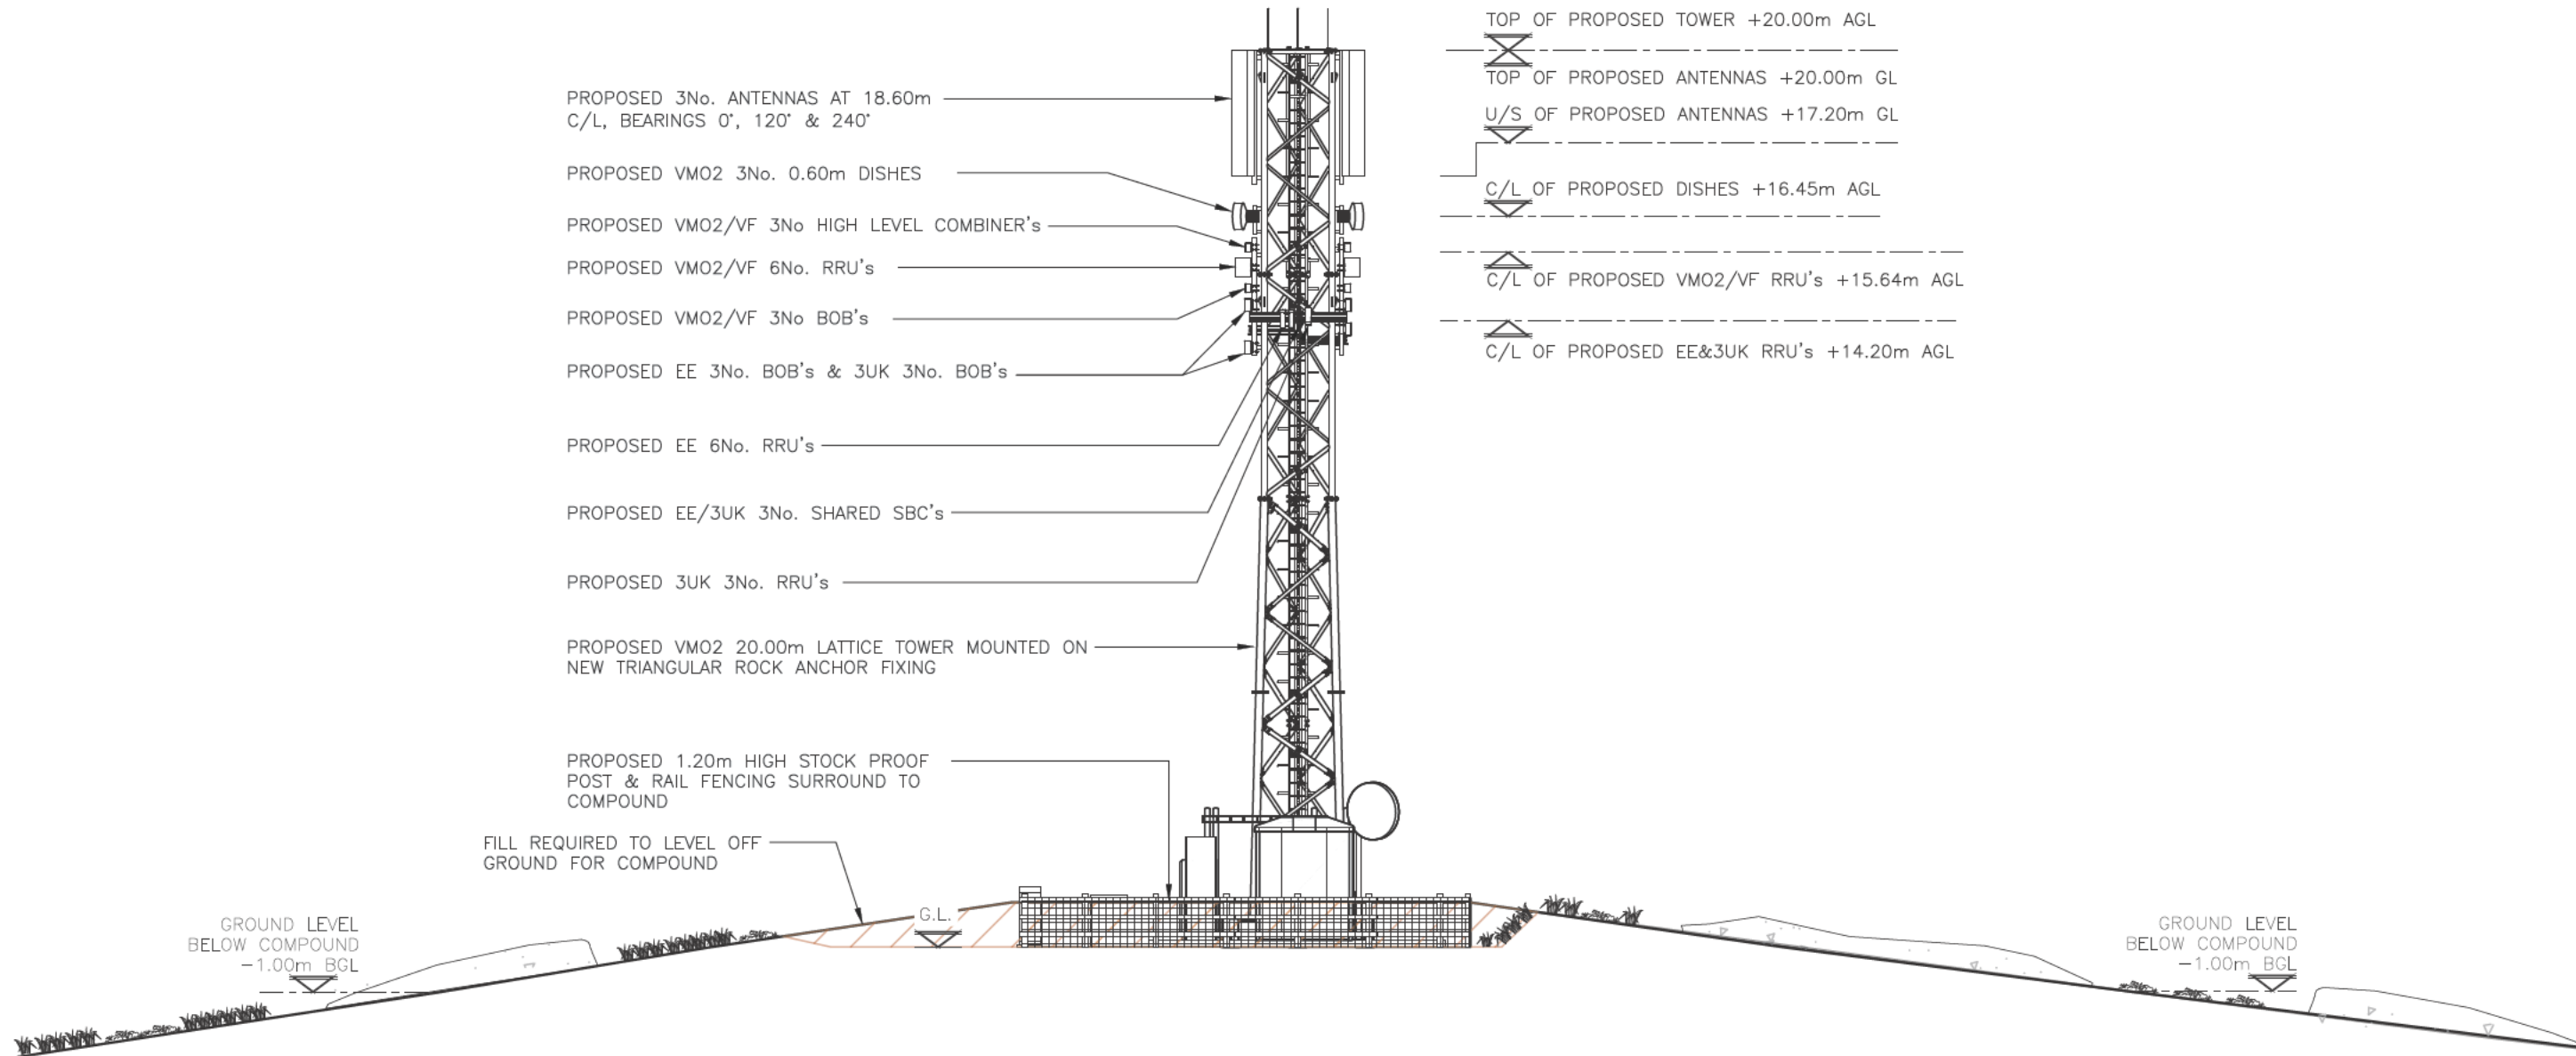 PROPOSED 3No. ANTENNAS AT 18.60m
C/L, BEARINGS 0°, 120° & 240°
PROPOSED VMO2 3No. 0.60m DISHES
PROPOSED VMO2/VF 3No HIGH LEVEL COMBINER's
PROPOSED VMO2/VF 6No. RRU's
PROPOSED VMO2/VF 3No BOB's
PROPOSED EE 3No. BOB's & 3UK 3No. BOB's
PROPOSED EE 6No. RRU's
PROPOSED EE/3UK 3No. SHARED SBC's
PROPOSED 3UK 3No. RRU's
PROPOSED VMO2 20.00m LATTICE TOWER MOUNTED ON
NEW TRIANGULAR ROCK ANCHOR FIXING
PROPOSED 1.20m HIGH STOCK PROOF
POST & RAIL FENCING SURROUND TO
COMPOUND
FILL REQUIRED TO LEVEL OFF
GROUND FOR COMPOUND
G.L.
GROUND LEVEL
BELOW COMPOUND
-1.00m BGL
TOP OF PROPOSED TOWER +20.00m AGL
TOP OF PROPOSED ANTENNAS +20.00m GL
U/S OF PROPOSED ANTENNAS +17.20m GL
C/L OF PROPOSED DISHES +16.45m AGL
C/L OF PROPOSED VMO2/VF RRU's +15.64m AGL
C/L OF PROPOSED EE&3UK RRU's +14.20m AGL
GROUND LEVEL
BELOW COMPOUND
-1.00m BGL